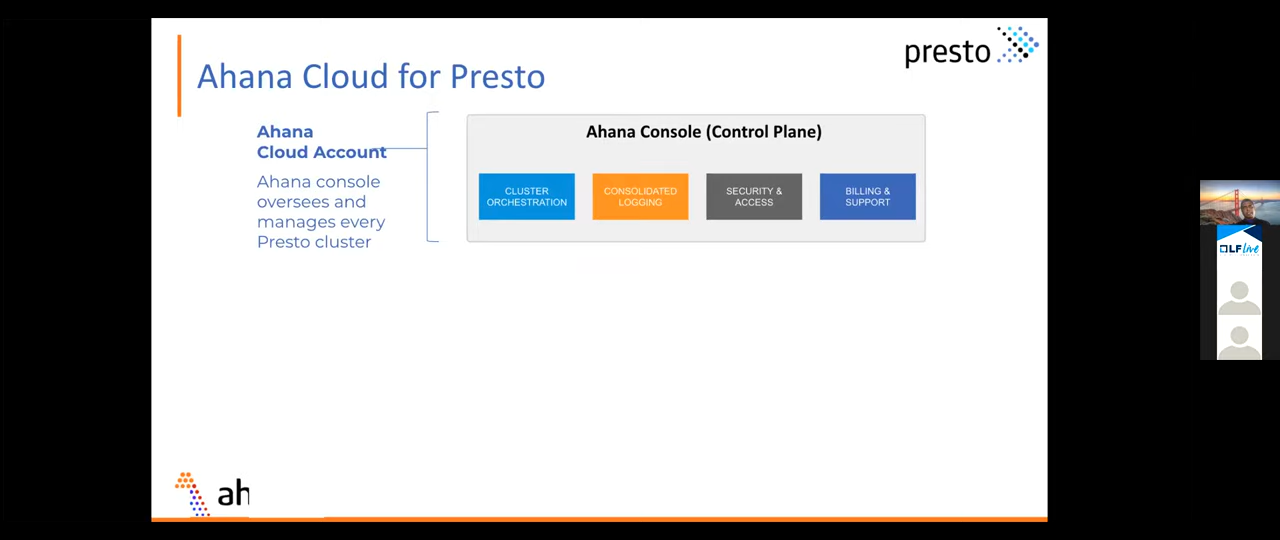 presto
Ahana Cloud for Presto
Ahana
Cloud Account
Ahana console
oversees and
manages every
Presto cluster
Ahana Console (Control Plane)
CLUSTER
ORCHESTRATION
CONSOLIDATED
LOGGING
SECURITY &
ACCESS
BILLING &
SUPPORT
LF Live
ah